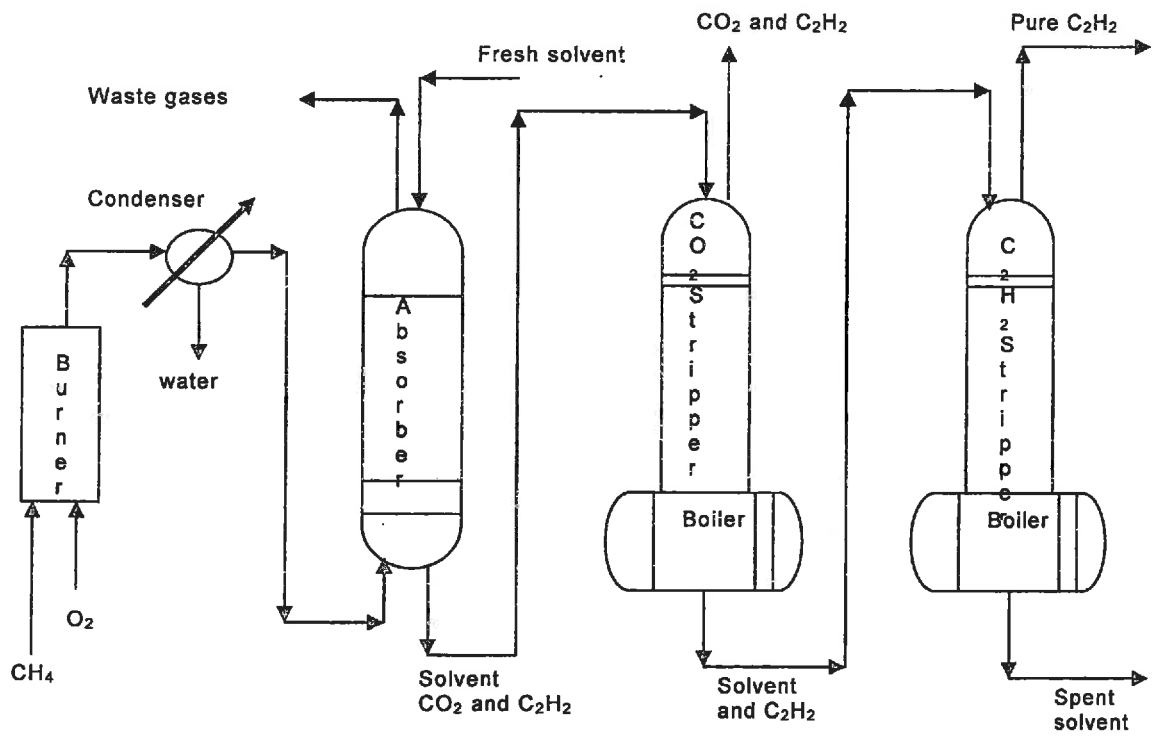 CO₂ and C₂H₂
Pure C₂H₂
Fresh solvent
Waste gases
Condenser
water
Burner
Absorber
CO₂ Stripper
C₂H₂ Stripper
Boiler
Boiler
O₂
CH₄
Solvent
CO₂ and C₂H₂
Solvent
and C₂H₂
Spent
solvent